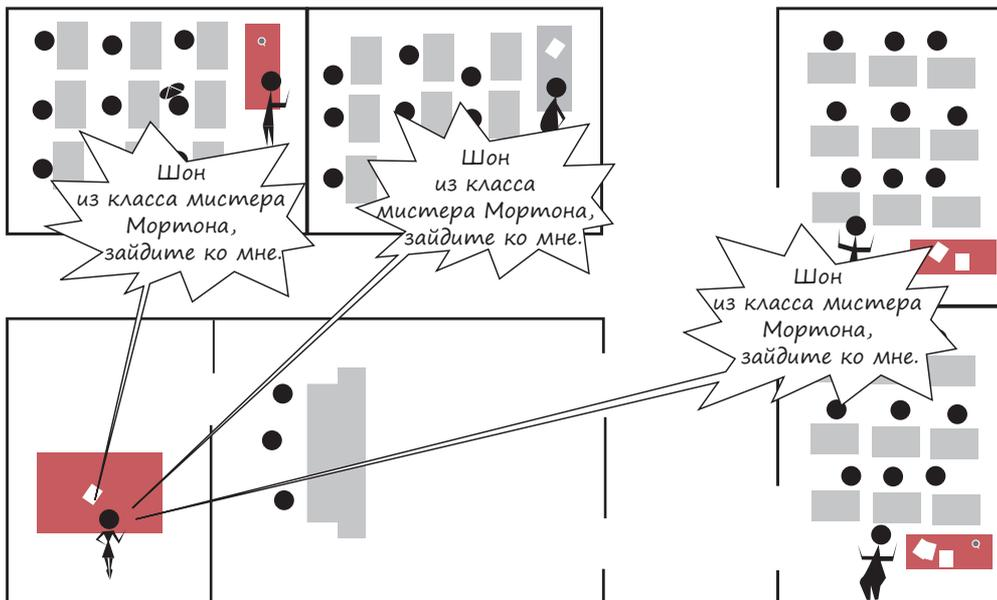 Шон
из класса мистера
Мортона,
зайдите ко мне.
Шон
из класса
мистера Мортона,
зайдите ко мне.
Шон
из класса мистера
Мортона,
зайдите ко мне.